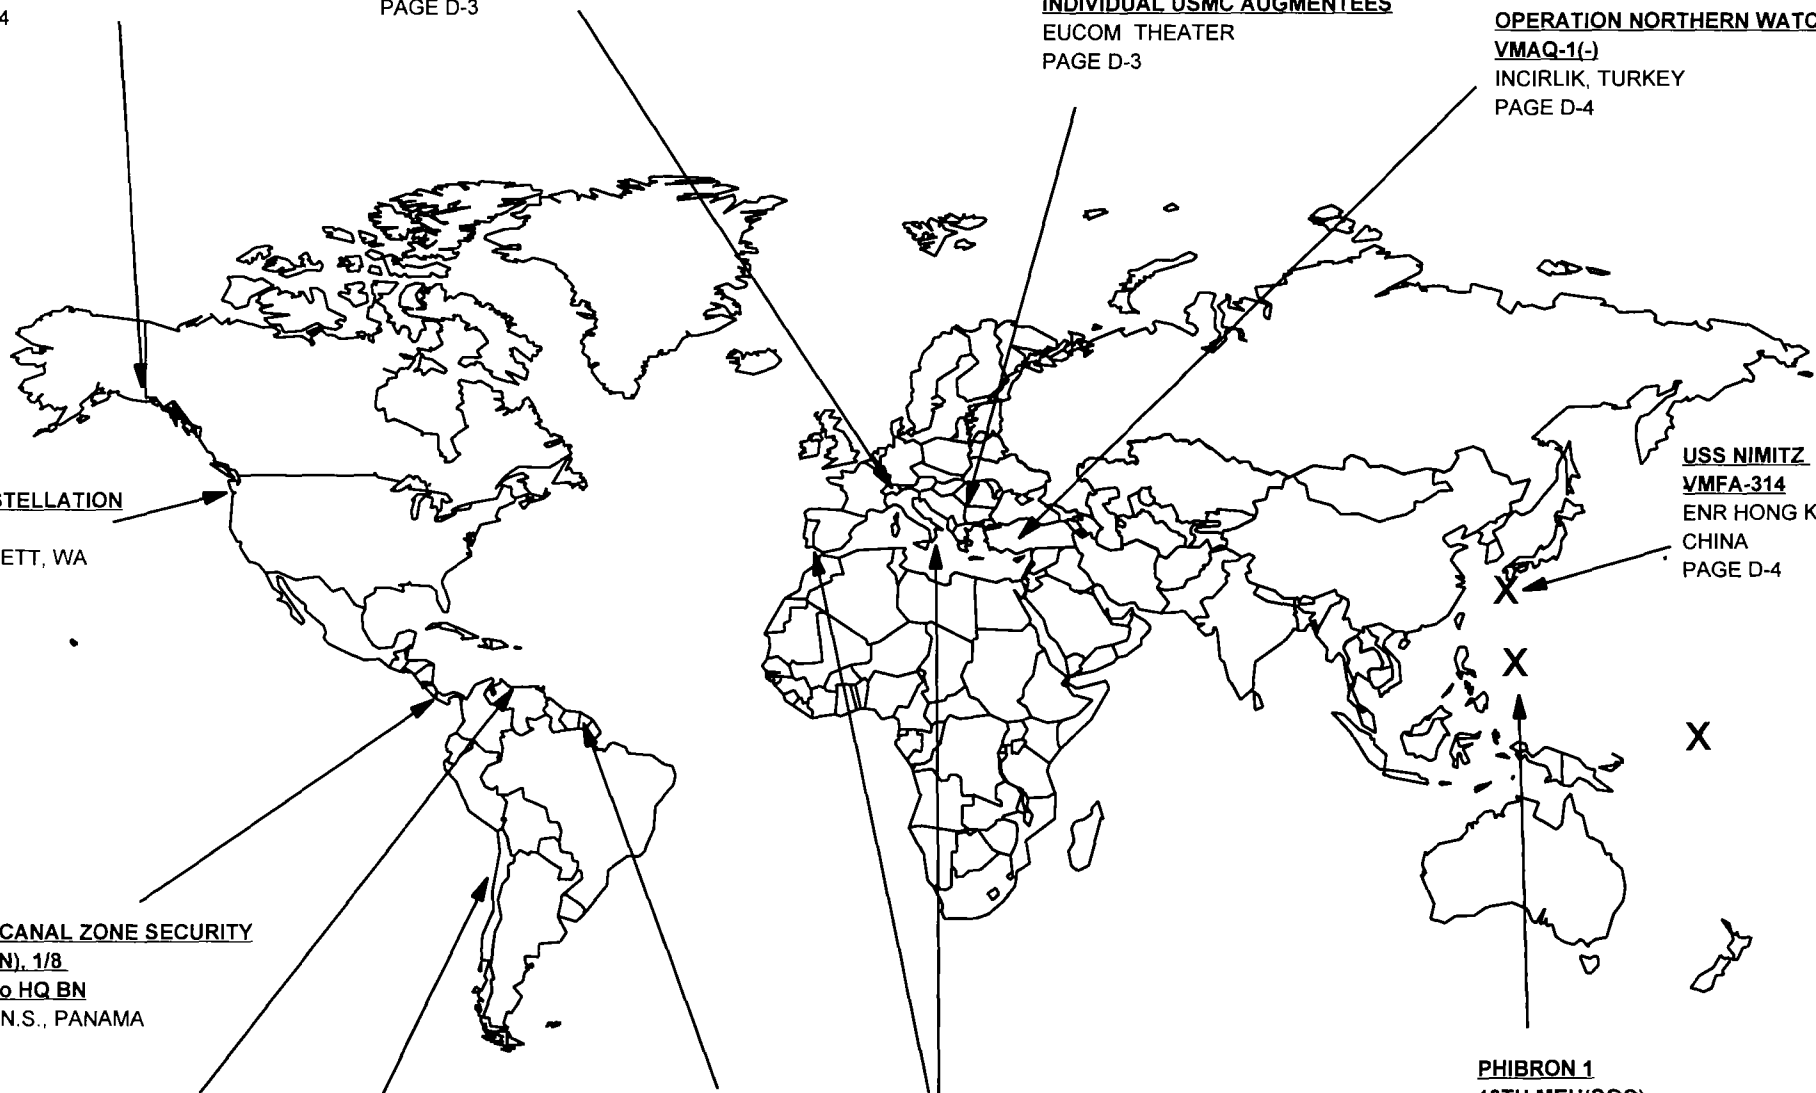 4
PAGE D-3
INDIVIDUAL USMC AUGMENTEES
EUCOM THEATER
PAGE D-3
OPERATION NORTHERN WATC
VMAQ-1(-)
INCIRLIK, TURKEY
PAGE D-4
STELLATION
ETT, WA
USS NIMITZ
VMFA-314
ENR HONG K
CHINA
PAGE D-4
X
X
X
CANAL ZONE SECURITY
N), 1/8
o HQ BN
N.S., PANAMA
PHIBRON 1